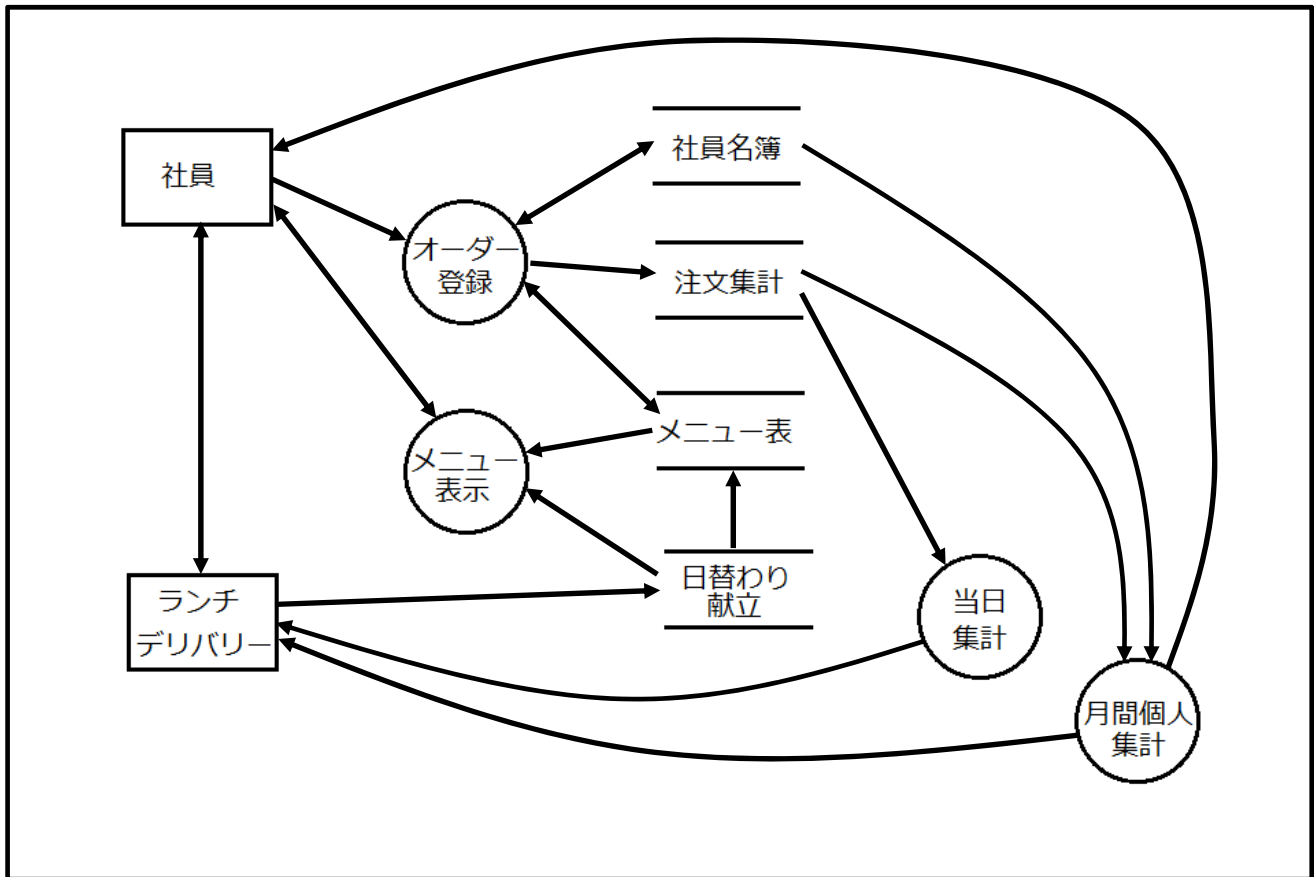 社員
社員名簿
オーダー
登録
注文集計
メニュー表
メニュー
表示
日替わり
献立
ランチ
デリバリー
当日
集計
月間個人
集計